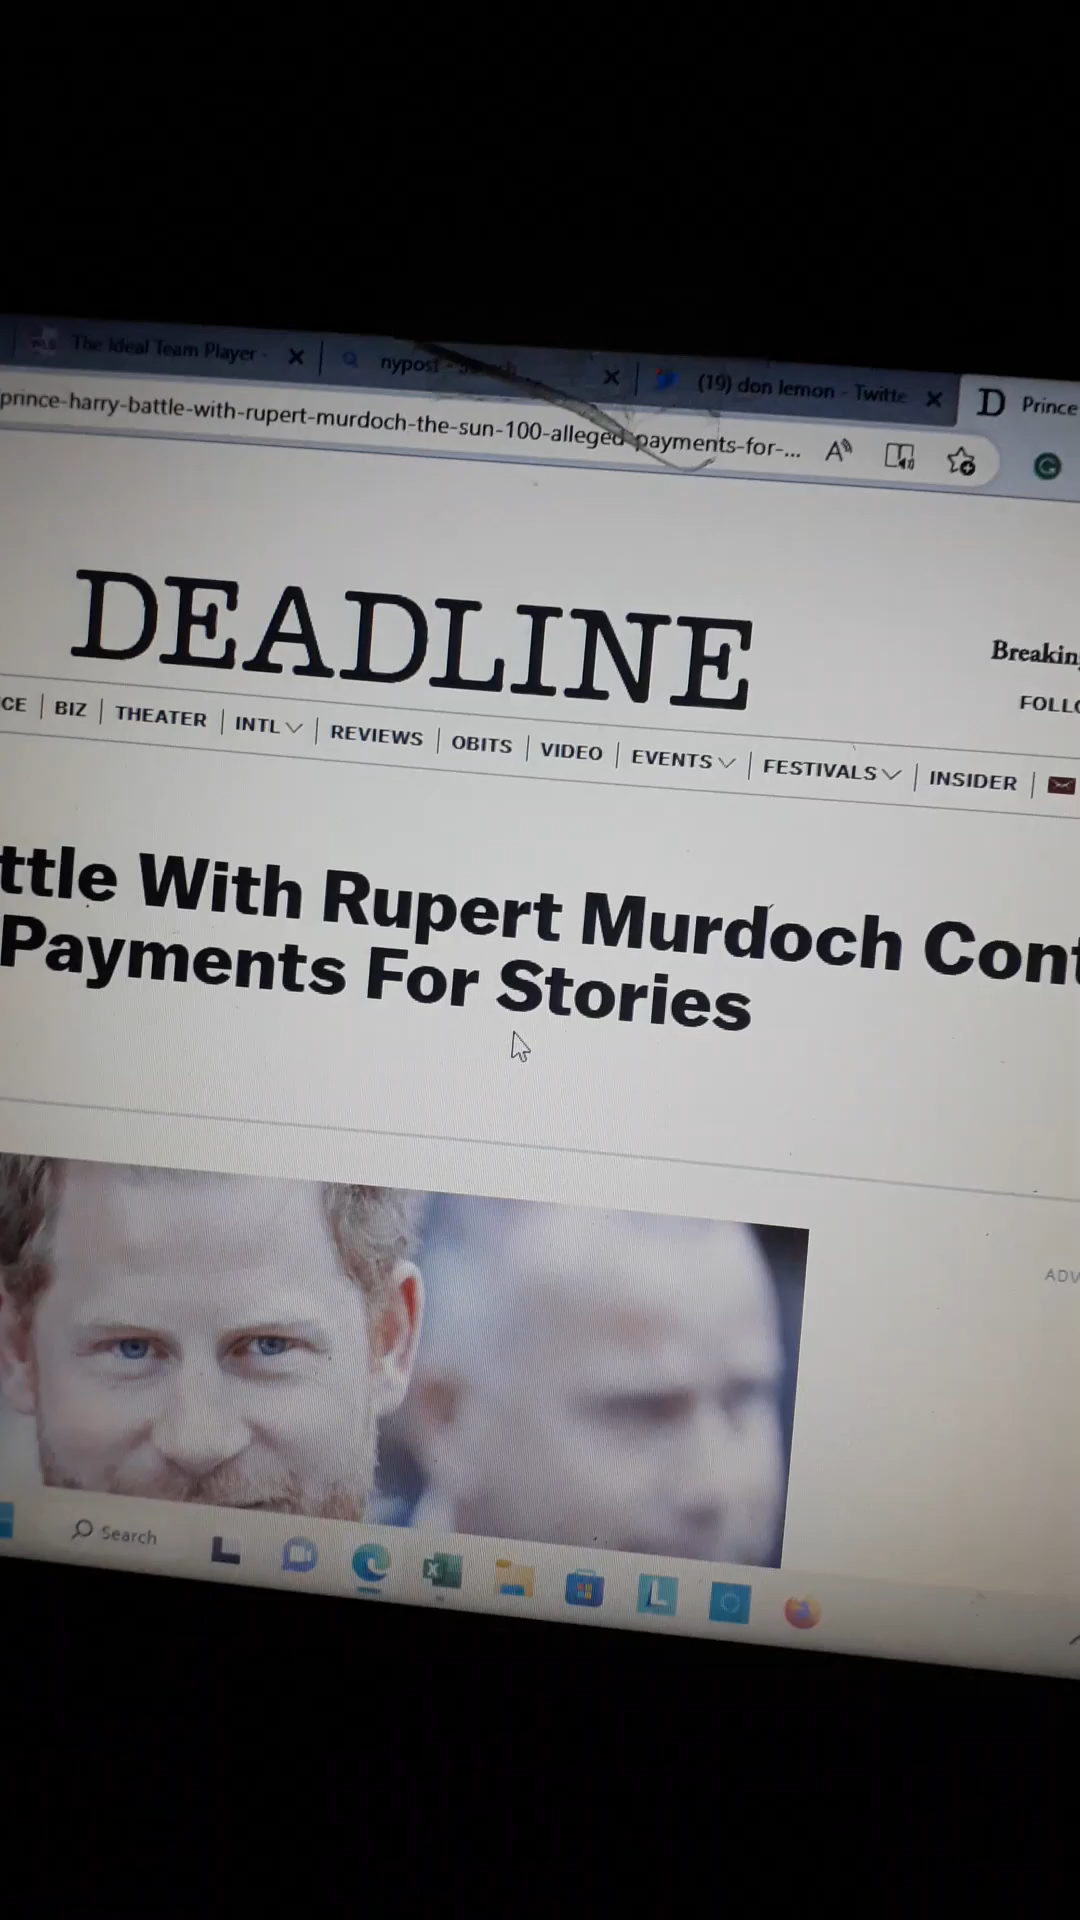 The Ideal Team Player -
nypost -
(19) don lemon - Twitte
Prince
prince-harry-battle-with-rupert-murdoch-the-sun-100-alleged-payments-for-...
DEADLINE
Breakin
FOLLO
CE | BIZ | THEATER | INTL | REVIEWS | OBITS | VIDEO | EVENTS | FESTIVALS | INSIDER |
ttle With Rupert Murdoch Cont
Payments For Stories
ADV
Search